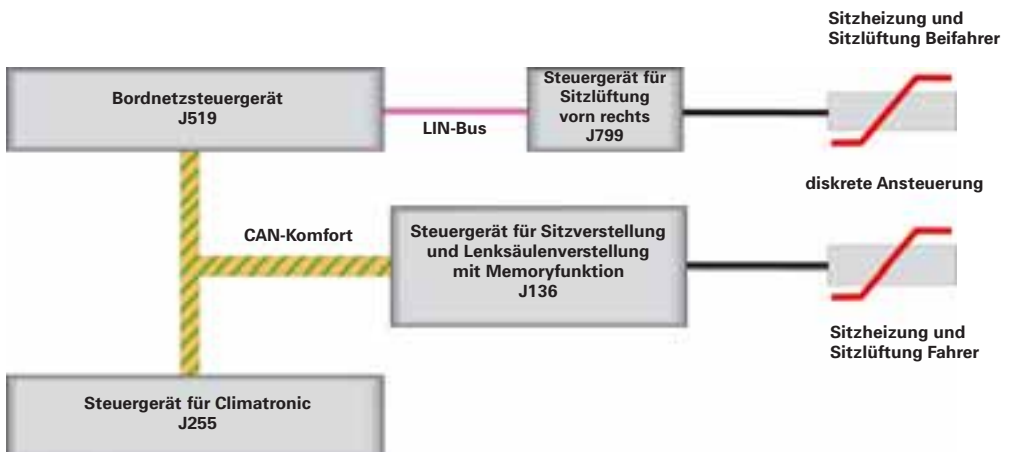 Sitzheizung und
Sitzlüftung Beifahrer
Bordnetzsteuergerät
J519
LIN-Bus
Steuergerät für
Sitzlüftung
vorn rechts
J799
diskrete Ansteuerung
CAN-Komfort
Steuergerät für Sitzverstellung
und Lenksäulenverstellung
mit Memoryfunktion
J136
Sitzheizung und
Sitzlüftung Fahrer
Steuergerät für Climatronic
J255